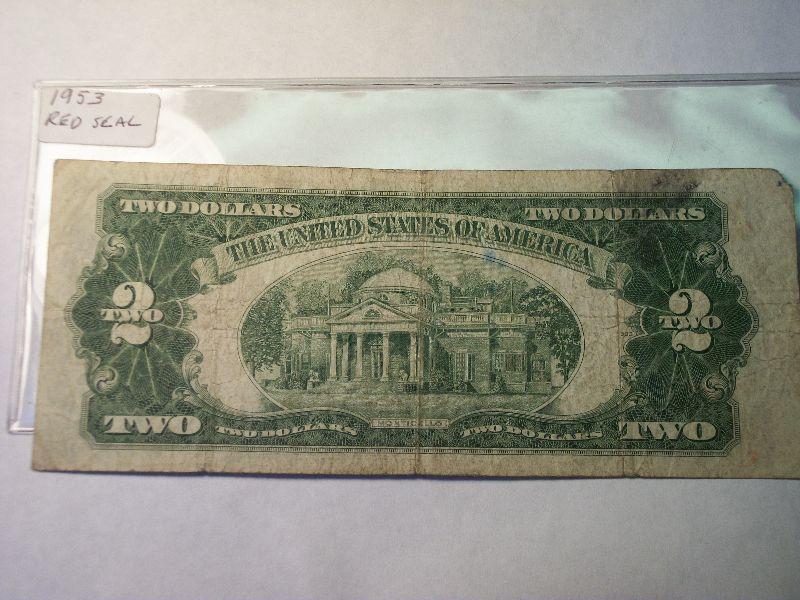 1953
RED SEAL
TWO DOLLARS
TWO DOLLARS
THE UNITED STATES OF AMERICA
2
TWO
2
TWO
MONTICELLO
TWO
TWO DOLLARS
TWO DOLLARS
TWO